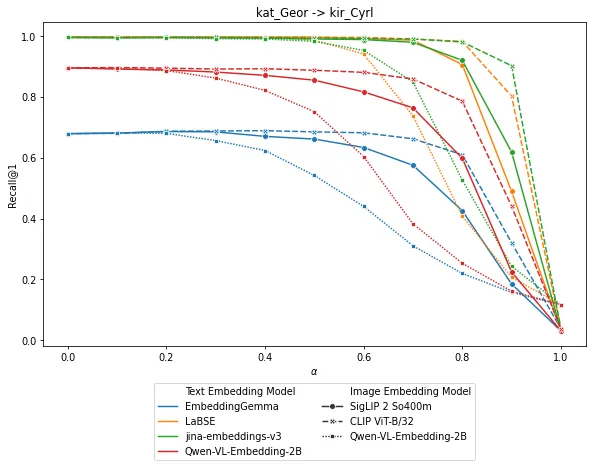 kat_Geor -> kir_Cyrl
Recall@1
1.0
0.8
0.6
0.4
0.2
0.0
0.0 0.2 0.4 0.6 0.8 1.0
α
Text Embedding Model
EmbeddingGemma
LaBSE
jina-embeddings-v3
Qwen-VL-Embedding-2B
Image Embedding Model
SigLIP 2 So400m
CLIP ViT-B/32
Qwen-VL-Embedding-2B